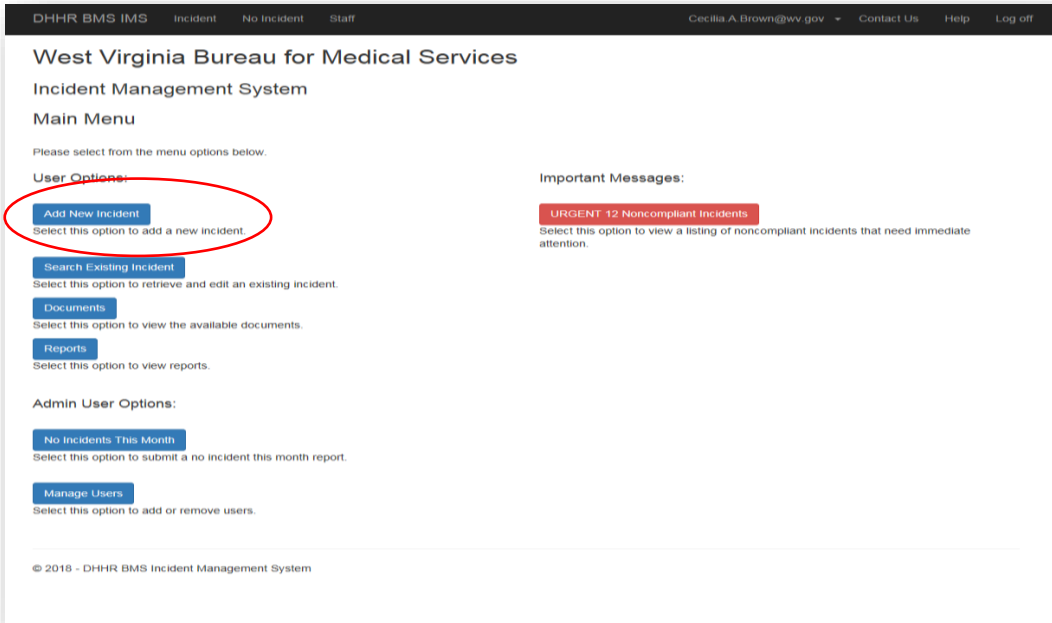 DHHR BMS IMS Incident No Incident Staff Cecilia.A.Brown@wv.gov Contact Us Help Log off
West Virginia Bureau for Medical Services
Incident Management System
Main Menu
Please select from the menu options below.
User Options:
Add New Incident
Select this option to add a new incident.
Search Existing Incident
Select this option to retrieve and edit an existing incident.
Documents
Select this option to view the available documents.
Reports
Select this option to view reports.
Admin User Options:
No Incidents This Month
Select this option to submit a no incident this month report.
Manage Users
Select this option to add or remove users.
Important Messages:
URGENT 12 Noncompliant Incidents
Select this option to view a listing of noncompliant incidents that need immediate
attention.
© 2018 - DHHR BMS Incident Management System